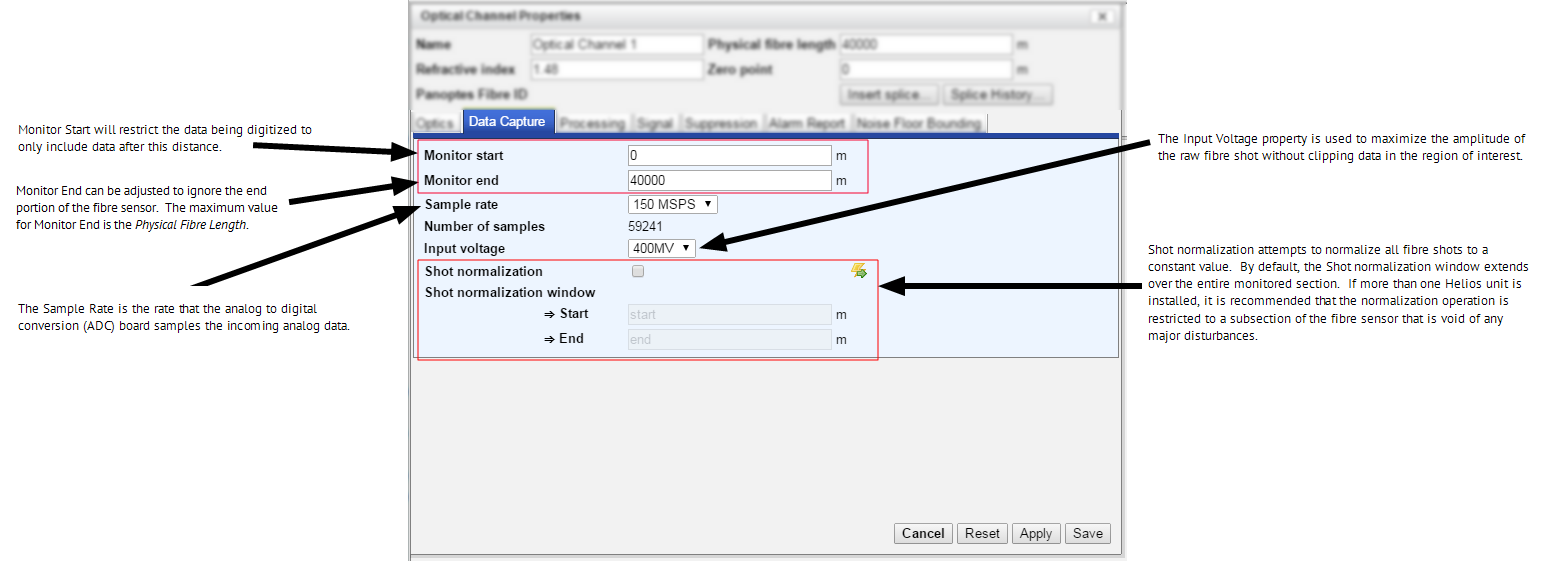 Optical Channel Properties
Name Optical Channel 1 Physical fibre length 40000 m
Refractive index 1.48 Zero point 0 m
Panoptes Fibre ID Insert splice... Splice History...
Optics Data Capture Processing Signal Suppression Alarm Report Noise Floor Bounding
Monitor Start will restrict the data being digitized to
only include data after this distance.
Monitor End can be adjusted to ignore the end
portion of the fibre sensor. The maximum value
for Monitor End is the Physical Fibre Length.
The Sample Rate is the rate that the analog to digital
conversion (ADC) board samples the incoming analog data.
Monitor start 0 m
Monitor end 40000 m
Sample rate 150 MSPS
Number of samples 59241
Input voltage 400MV
Shot normalization
Shot normalization window
⇒ Start start m
⇒ End end m
Cancel Reset Apply Save
The Input Voltage property is used to maximize the amplitude of
the raw fibre shot without clipping data in the region of interest.
Shot normalization attempts to normalize all fibre shots to a
constant value. By default, the Shot normalization window extends
over the entire monitored section. If more than one Helios unit is
installed, it is recommended that the normalization operation is
restricted to a subsection of the fibre sensor that is void of any
major disturbances.